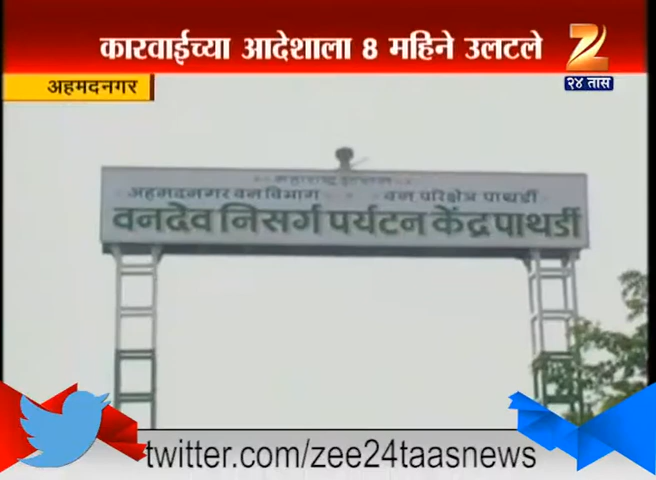 कारवाईच्या आदेशाला 8 महिने उलटले
२४ तास
अहमदनगर
अहमदनगर वन विभाग वन परिक्षेत्र पाथर्डी
वनदेव निसर्ग पर्यटन केंद्र पाथर्डी
twitter.com/zee24taasnews